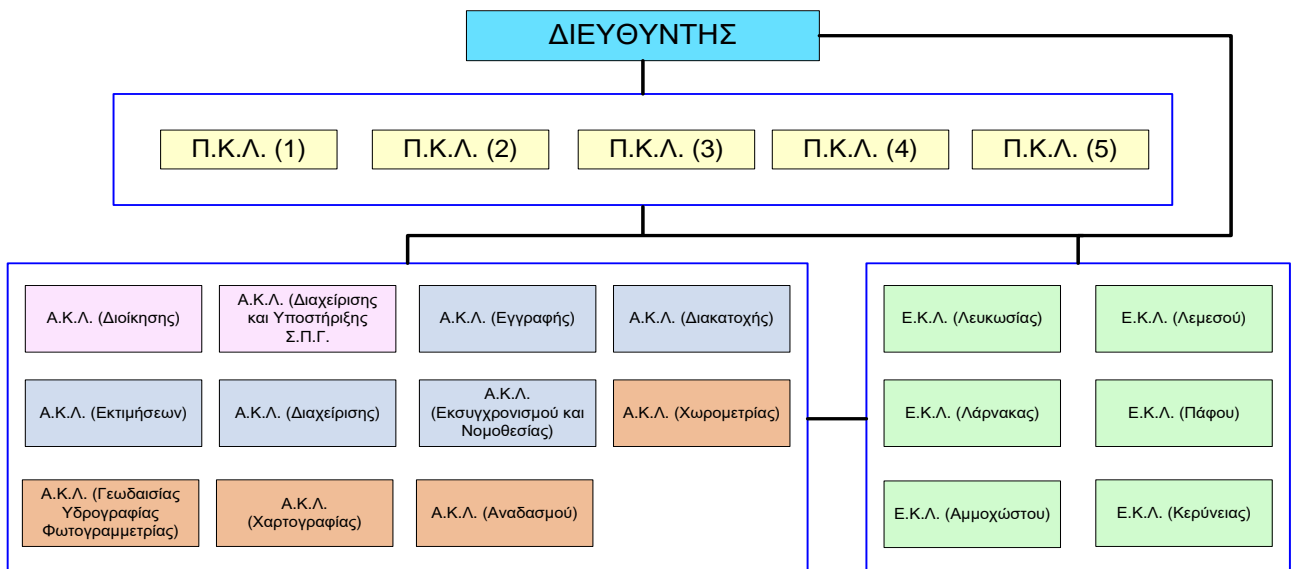 ΔΙΕΥΘΥΝΤΗΣ
Π.Κ.Λ. (1)
Π.Κ.Λ. (2)
Π.Κ.Λ. (3)
Π.Κ.Λ. (4)
Π.Κ.Λ. (5)
Α.Κ.Λ. (Διοίκησης)
Α.Κ.Λ. (Διαχείρισης
και Υποστήριξης
Σ.Π.Γ.
Α.Κ.Λ. (Εγγραφής)
Α.Κ.Λ. (Διακατοχής)
Α.Κ.Λ. (Εκτιμήσεων)
Α.Κ.Λ. (Διαχείρισης)
Α.Κ.Λ.
(Εκσυγχρονισμού και
Νομοθεσίας)
Α.Κ.Λ. (Χωρομετρίας)
Α.Κ.Λ. (Γεωδαισίας
Υδρογραφίας
Φωτογραμμετρίας)
Α.Κ.Λ.
(Χαρτογραφίας)
Α.Κ.Λ. (Αναδασμού)
Ε.Κ.Λ. (Λευκωσίας)
Ε.Κ.Λ. (Λεμεσού)
Ε.Κ.Λ. (Λάρνακας)
Ε.Κ.Λ. (Πάφου)
Ε.Κ.Λ. (Αμμοχώστου)
Ε.Κ.Λ. (Κερύνειας)